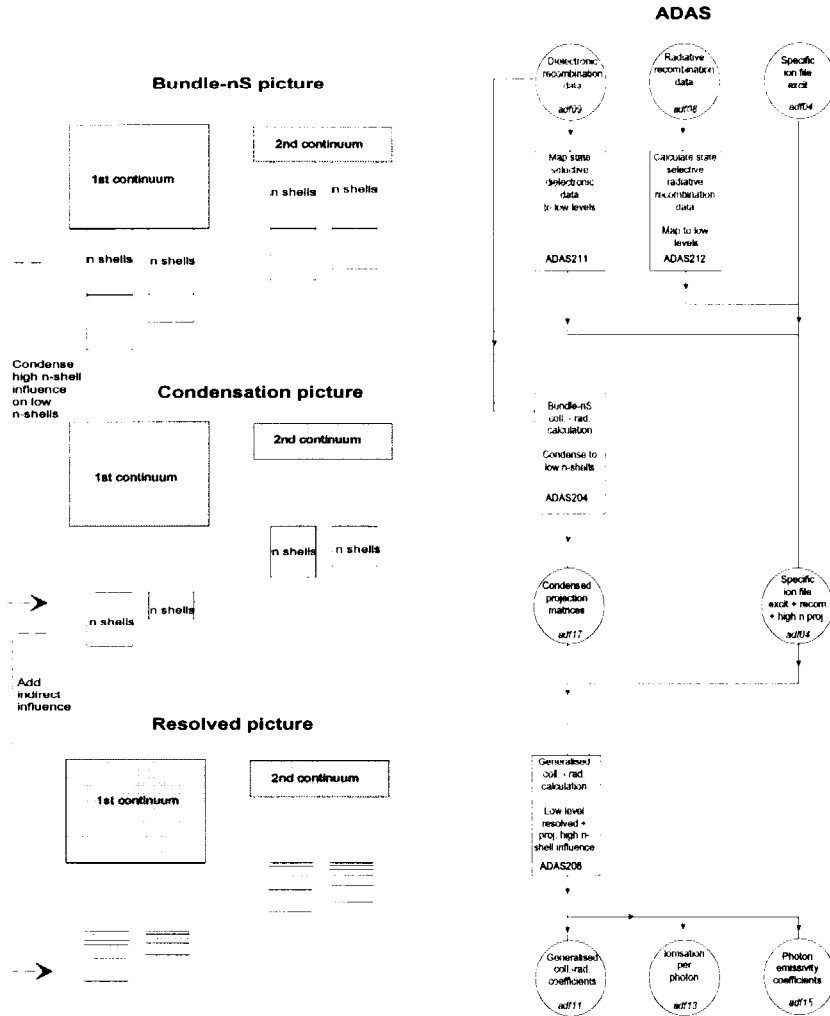 ADAS
Bundle-nS picture
1st continuum
2nd continuum
n shells
n shells
n shells
n shells
Condense
high n-shell
influence
on low
n-shells
Condensation picture
1st continuum
2nd continuum
n shells
n shells
n shells
n shells
Add
indirect
influence
Resolved picture
1st continuum
2nd continuum
Dielectronic
recombination
data
adf09
Radiative
recombination
data
adf08
Specific
ion file
excit
adf04
Map state
selective
dielectronic
data
to low levels
ADAS211
Calculate state
selective
radiative
recombination
data
Map to low
levels
ADAS212
Bundle-nS
coll. - rad.
calculation
Condense to
low n-shells
ADAS204
Condensed
projection
matrices
adf17
Specific
ion file
excit + recom.
+ high n proj
adf04
Generalised
coll. - rad.
calculation
Low level
resolved +
proj. high n-
shell influence
ADAS208
Generalised
coll.-rad.
coefficients
adf11
Ionisation
per
photon
adf13
Photon
emissivity
coefficients
adf15